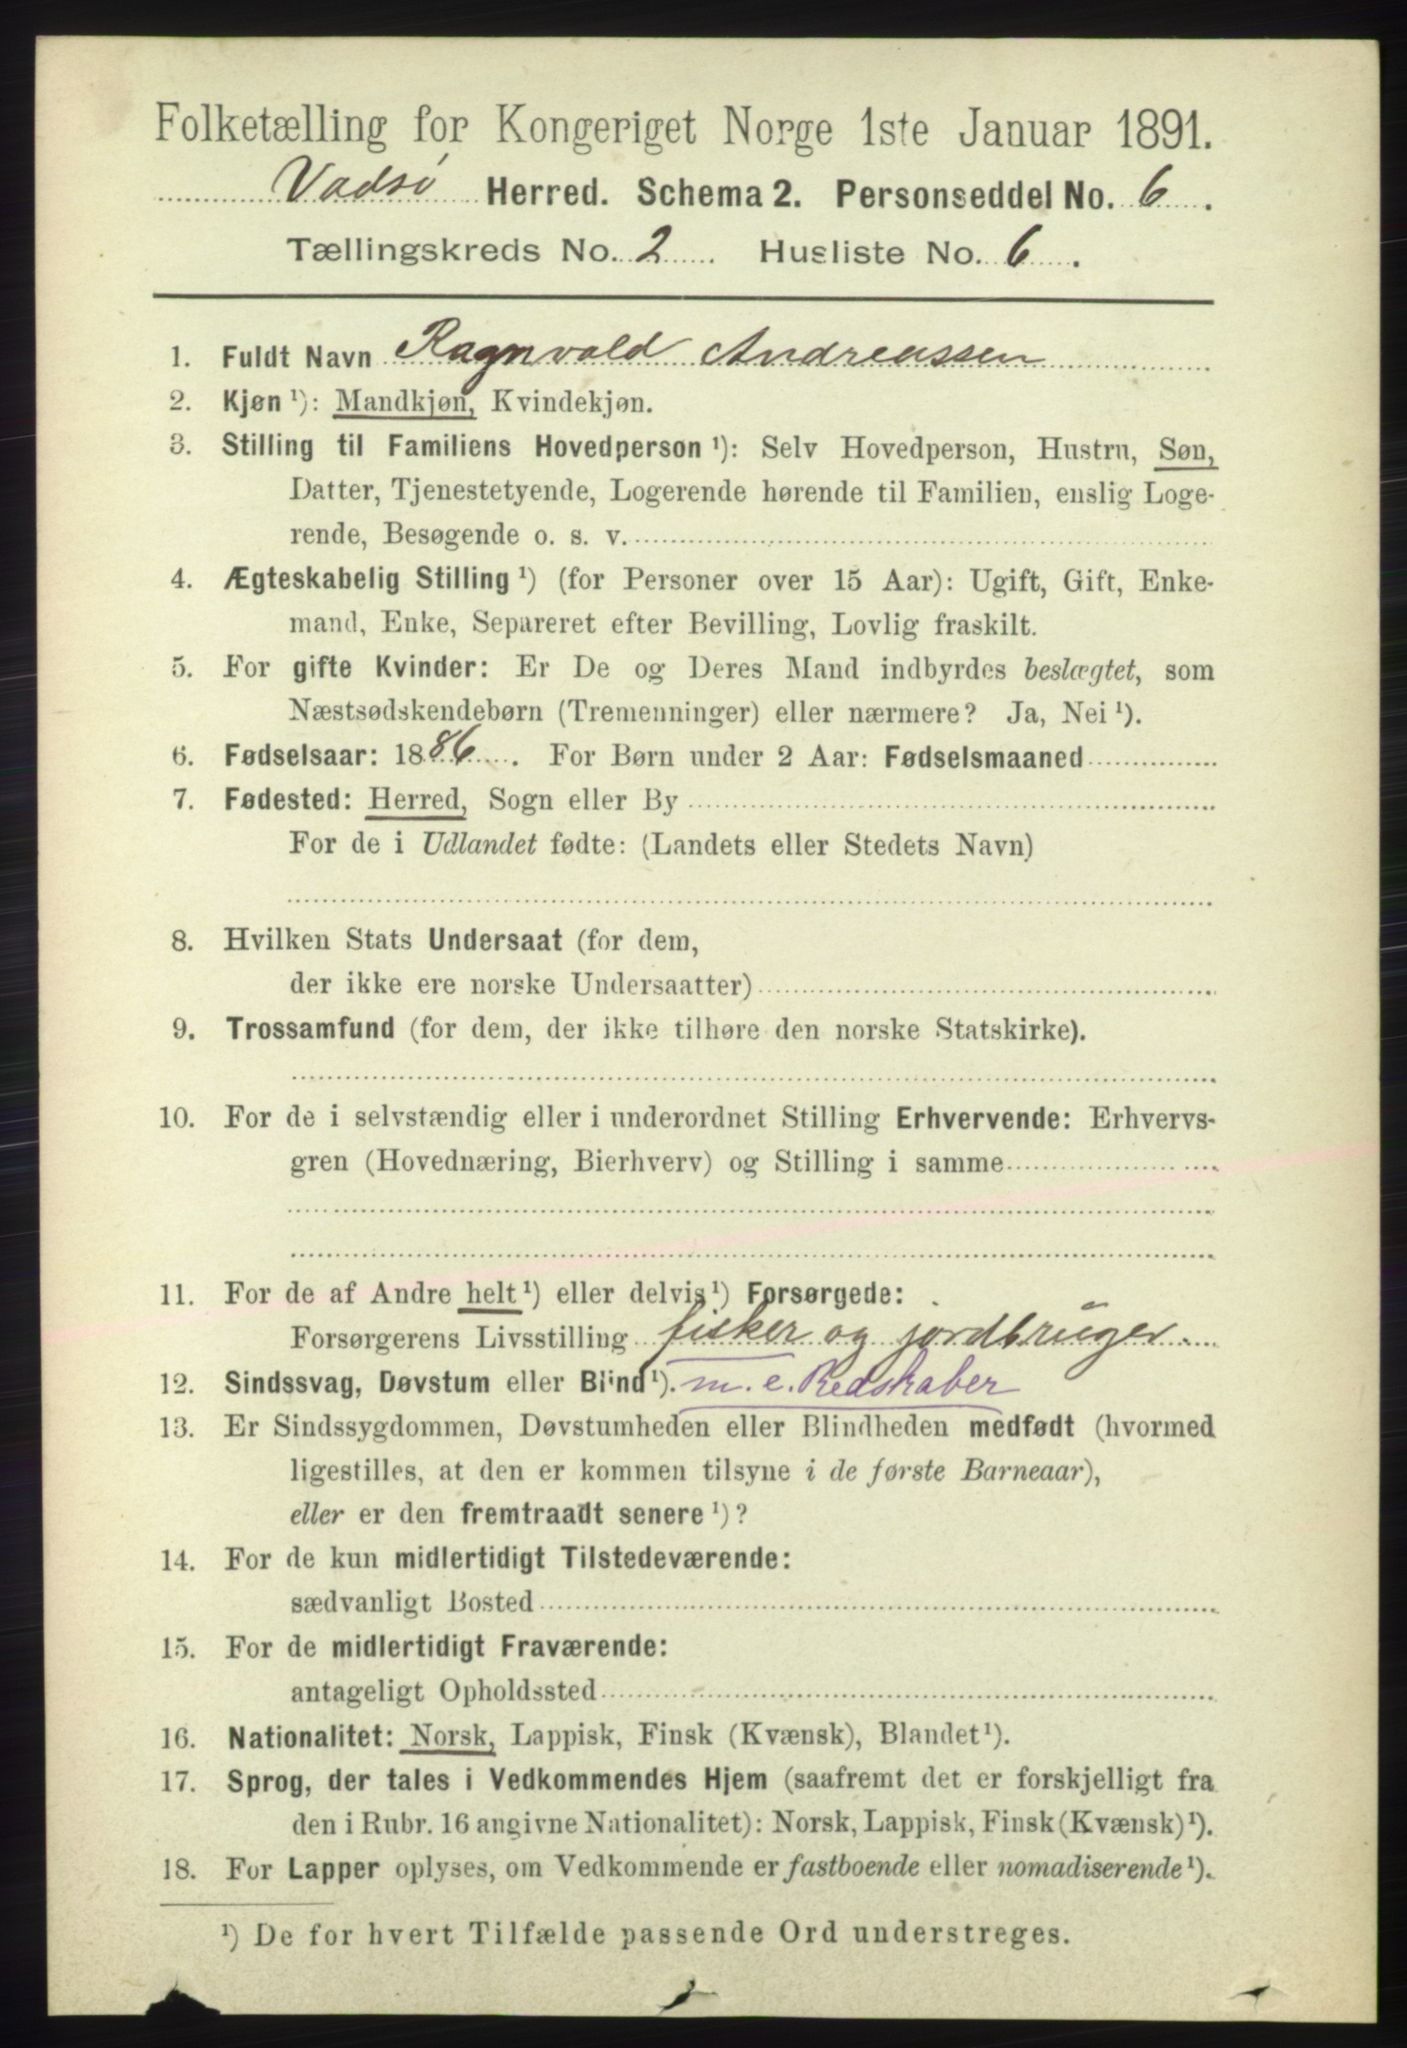 Folketælling for Kongeriget Norge 1ste Januar 1891.
Vadsø Herred. Schema 2. Personseddel No. 6.
Tællingskreds No. 2. Husliste No. 6.
1. Fuldt Navn Ragnvald Andreassen
2. Kjøn ¹): Mandkjøn, Kvindekjøn.
3. Stilling til Familiens Hovedperson ¹): Selv Hovedperson, Hustru, Søn,
Datter, Tjenestetyende, Logerende hørende til Familien, enslig Loge-
rende, Besøgende o. s. v.
4. Ægteskabelig Stilling ¹) (for Personer over 15 Aar): Ugift, Gift, Enke-
mand, Enke, Separeret efter Bevilling, Lovlig fraskilt.
5. For gifte Kvinder: Er De og Deres Mand indbyrdes beslægtet, som
Næstsødskendebørn (Tremenninger) eller nærmere? Ja, Nei ¹).
6. Fødselsaar: 1886. For Børn under 2 Aar: Fødselsmaaned
7. Fødested: Herred, Sogn eller By
For de i Udlandet fødte: (Landets eller Stedets Navn)
8. Hvilken Stats Undersaat (for dem,
der ikke ere norske Undersaatter)
9. Trossamfund (for dem, der ikke tilhøre den norske Statskirke).
10. For de i selvstændig eller i underordnet Stilling Erhvervende: Erhvervs-
gren (Hovednæring, Bierhverv) og Stilling i samme
11. For de af Andre helt ¹) eller delvis ¹) Forsørgede:
Forsørgerens Livsstilling fisker og jordbruger.
12. Sindssvag, Døvstum eller Blind ¹). m. e. Redskaber
13. Er Sindssygdommen, Døvstumheden eller Blindheden medfødt (hvormed
ligestilles, at den er kommen tilsyne i de første Barneaar),
eller er den fremtraadt senere ¹)?
14. For de kun midlertidigt Tilstedeværende:
sædvanligt Bosted
15. For de midlertidigt Fraværende:
antageligt Opholdssted
16. Nationalitet: Norsk, Lappisk, Finsk (Kvænsk), Blandet ¹).
17. Sprog, der tales i Vedkommendes Hjem (saafremt det er forskjelligt fra
den i Rubr. 16 angivne Nationalitet): Norsk, Lappisk, Finsk (Kvænsk) ¹).
18. For Lapper oplyses, om Vedkommende er fastboende eller nomadiserende ¹).
¹) De for hvert Tilfælde passende Ord understreges.